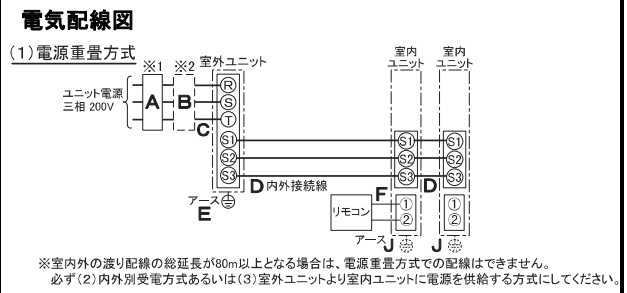 電気配線図
(1)電源重畳方式
※1
※2
室外ユニット
室内
ユニット
室内
ユニット
ユニット電源
三相 200V
A
B
C
R
S
T
S1
S2
S3
S1
S2
S3
S1
S2
S3
D 内外接続線
D
アース
E
リモコン
F
①
②
①
②
アース
J
J
※室内外の渡り配線の総延長が80m以上となる場合は、電源重畳方式での配線はできません。
必ず(2)内外別受電方式あるいは(3)室外ユニットより室内ユニットに電源を供給する方式にしてください。